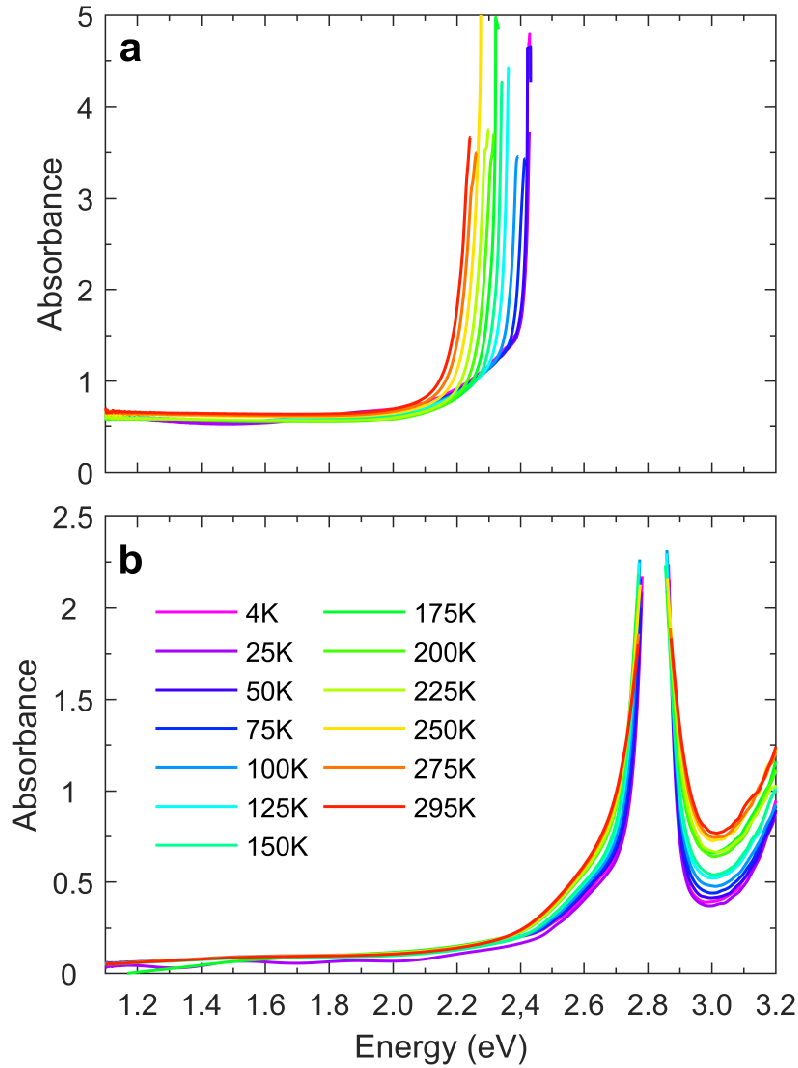 a
5
4
3
2
1
0
Absorbance
b
2.5
2
1.5
1
0.5
0
Absorbance
4K 175K
25K 200K
50K 225K
75K 250K
100K 275K
125K 295K
150K
1.2 1.4 1.6 1.8 2.0 2.2 2,4 2.6 2.8 3.0 3.2
Energy (eV)